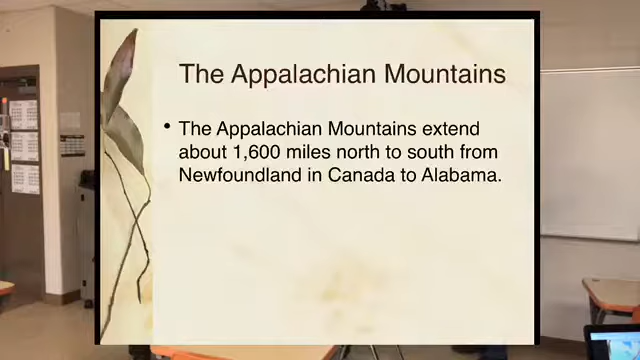 The Appalachian Mountains
• The Appalachian Mountains extend
about 1,600 miles north to south from
Newfoundland in Canada to Alabama.